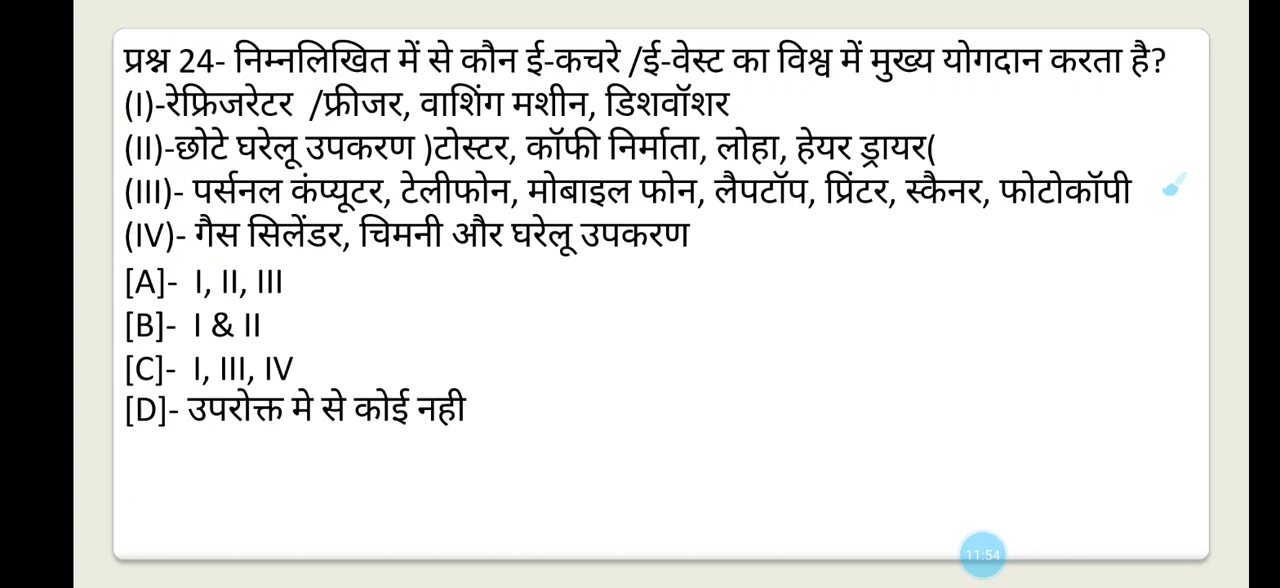 प्रश्न 24- निम्नलिखित में से कौन ई-कचरे /ई-वेस्ट का विश्व में मुख्य योगदान करता है?
(I)-रेफ्रिजरेटर /फ्रीजर, वाशिंग मशीन, डिशवॉशर
(II)-छोटे घरेलू उपकरण )टोस्टर, कॉफी निर्माता, लोहा, हेयर ड्रायर(
(III)- पर्सनल कंप्यूटर, टेलीफोन, मोबाइल फोन, लैपटॉप, प्रिंटर, स्कैनर, फोटोकॉपी
(IV)- गैस सिलेंडर, चिमनी और घरेलू उपकरण
[A]- I, II, III
[B]- I & II
[C]- I, III, IV
[D]- उपरोक्त मे से कोई नही
11:54